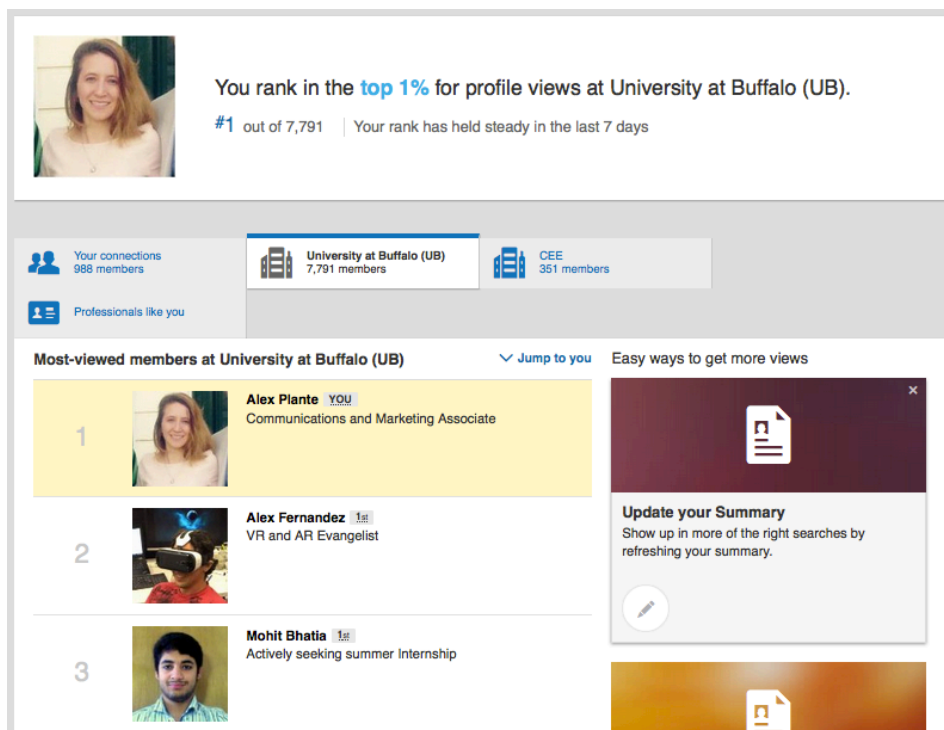 You rank in the top 1% for profile views at University at Buffalo (UB).
#1 out of 7,791 Your rank has held steady in the last 7 days
Your connections
988 members
University at Buffalo (UB)
7,791 members
CEE
351 members
Professionals like you
Most-viewed members at University at Buffalo (UB)
Jump to you
Easy ways to get more views
1
Alex Plante YOU
Communications and Marketing Associate
2
Alex Fernandez 1st
VR and AR Evangelist
3
Mohit Bhatia 1st
Actively seeking summer Internship
×
Update your Summary
Show up in more of the right searches by
refreshing your summary.